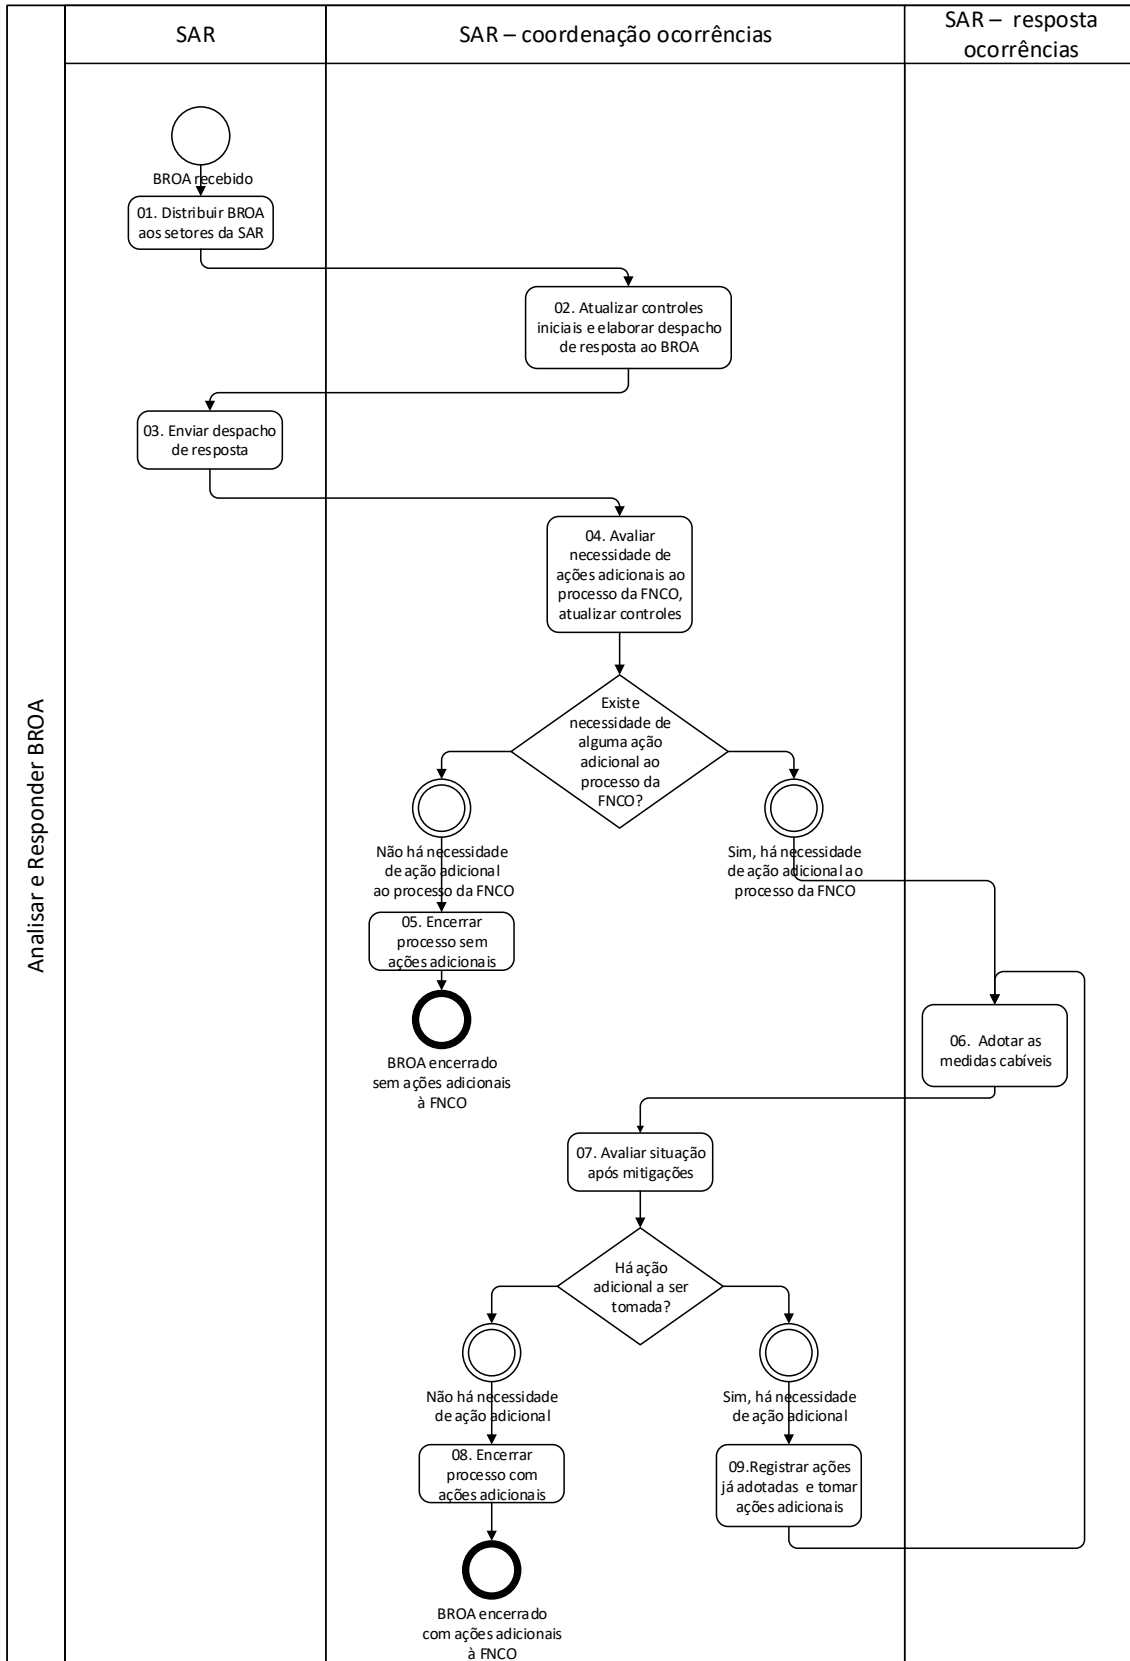 SAR
SAR – coordenação ocorrências
SAR – resposta
ocorrências
Analisar e Responder BROA
BROA recebido
01. Distribuir BROA
aos setores da SAR
02. Atualizar controles
iniciais e elaborar despacho
de resposta ao BROA
03. Enviar despacho
de resposta
04. Avaliar
necessidade de
ações adicionais ao
processo da FNCO,
atualizar controles
Existe
necessidade de
alguma ação
adicional ao
processo da
FNCO?
Não há necessidade
de ação adicional
ao processo da FNCO
Sim, há necessidade
de ação adicional ao
processo da FNCO
05. Encerrar
processo sem
ações adicionais
BROA encerrado
sem ações adicionais
à FNCO
06. Adotar as
medidas cabíveis
07. Avaliar situação
após mitigações
Há ação
adicional a ser
tomada?
Não há necessidade
de ação adicional
Sim, há necessidade
de ação adicional
08. Encerrar
processo com
ações adicionais
09.Registrar ações
já adotadas e tomar
ações adicionais
BROA encerrado
com ações adicionais
à FNCO